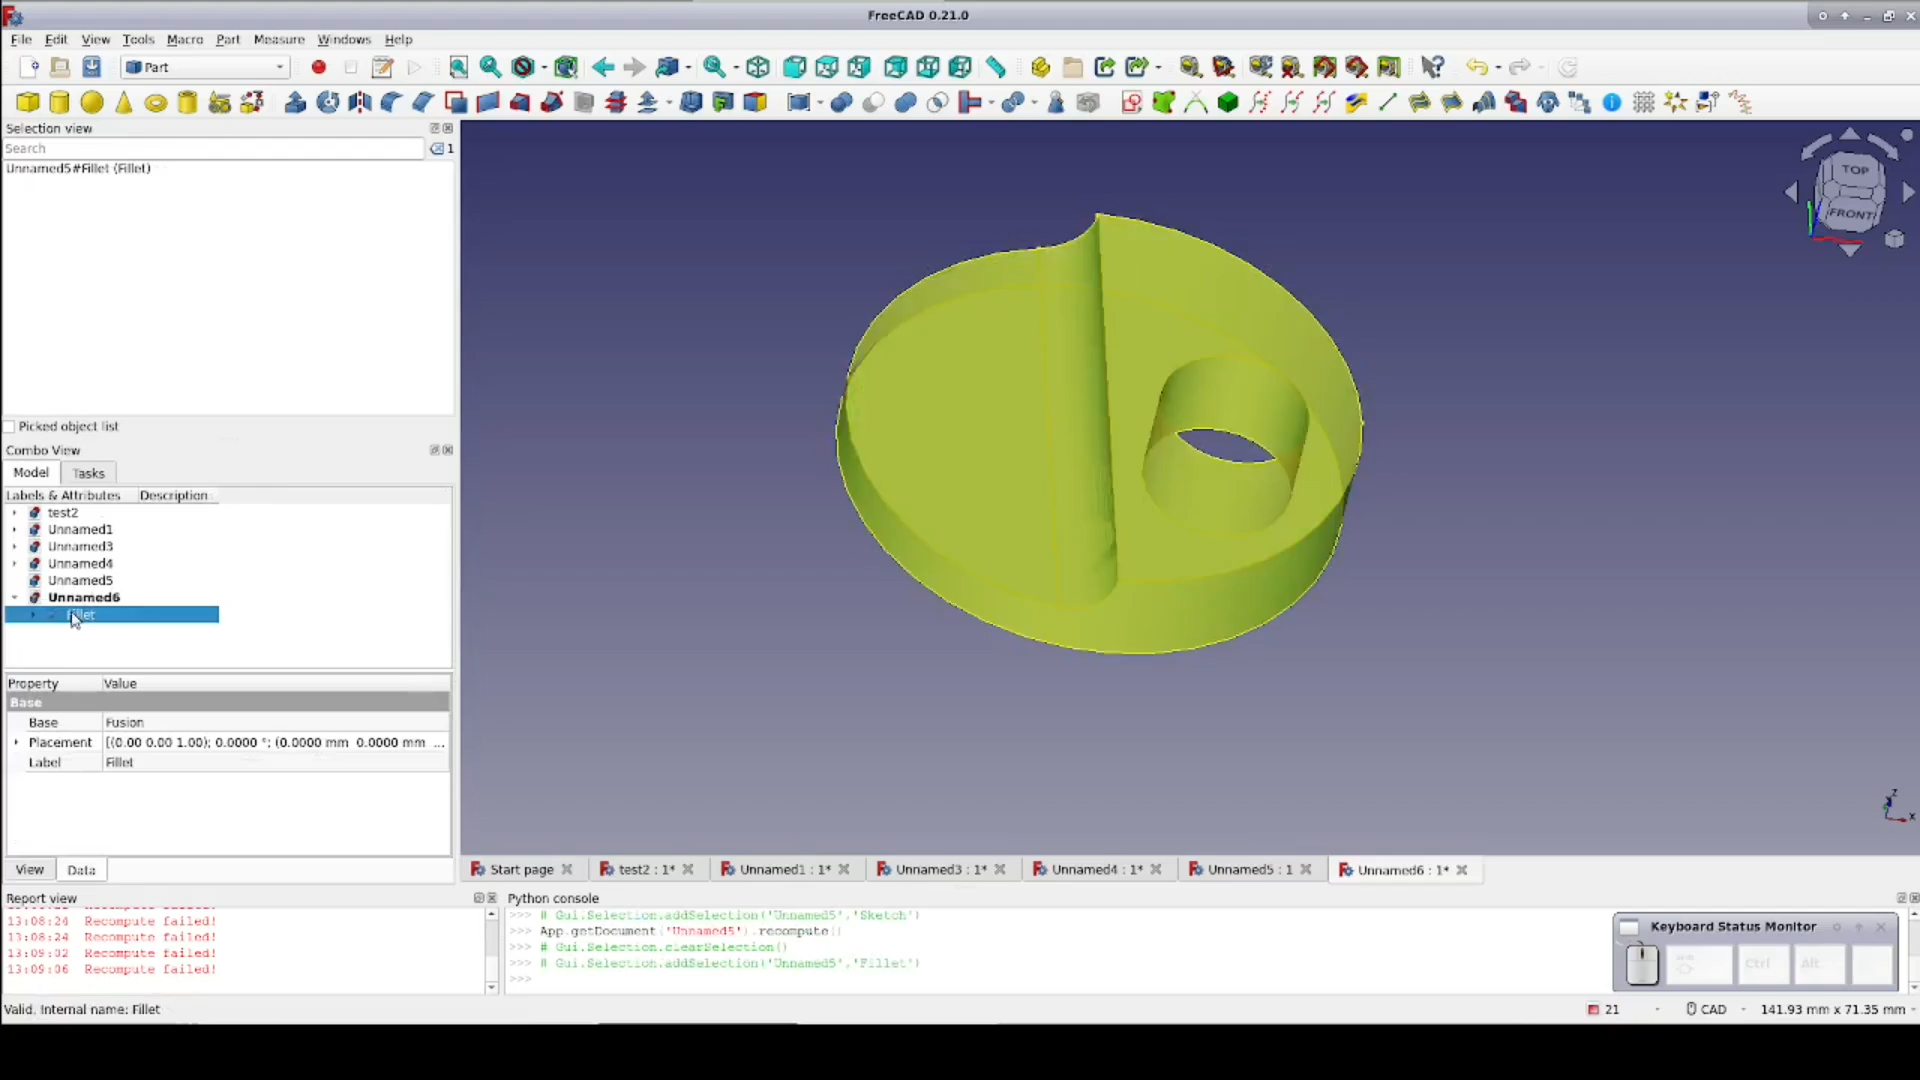 FreeCAD 0.21.0
File Edit View Tools Macro Part Measure Windows Help
Part
Selection view
Search
1
Unnamed5#Fillet (Fillet)
TOP
FRONT
Picked object list
Combo View
Model Tasks
Labels & Attributes Description
test2
Unnamed1
Unnamed3
Unnamed4
Unnamed5
Unnamed6
Fillet
Property Value
Base
Base Fusion
Placement [(0.00 0.00 1.00); 0.0000 °; (0.0000 mm 0.0000 mm ...
Label Fillet
Z
X
View Data
Start page test2 : 1* Unnamed1 : 1* Unnamed3 : 1* Unnamed4 : 1* Unnamed5 : 1 Unnamed6 : 1*
Report view
13:08:24 Recompute failed!
13:08:24 Recompute failed!
13:09:02 Recompute failed!
13:09:06 Recompute failed!
Python console
>>> # Gui.Selection.addSelection('Unnamed5','Sketch')
>>> App.getDocument('Unnamed5').recompute()
>>> # Gui.Selection.clearSelection()
>>> # Gui.Selection.addSelection('Unnamed5','Fillet')
>>>
Keyboard Status Monitor
Ctrl Alt
Valid, Internal name: Fillet
21 CAD 141.93 mm x 71.35 mm